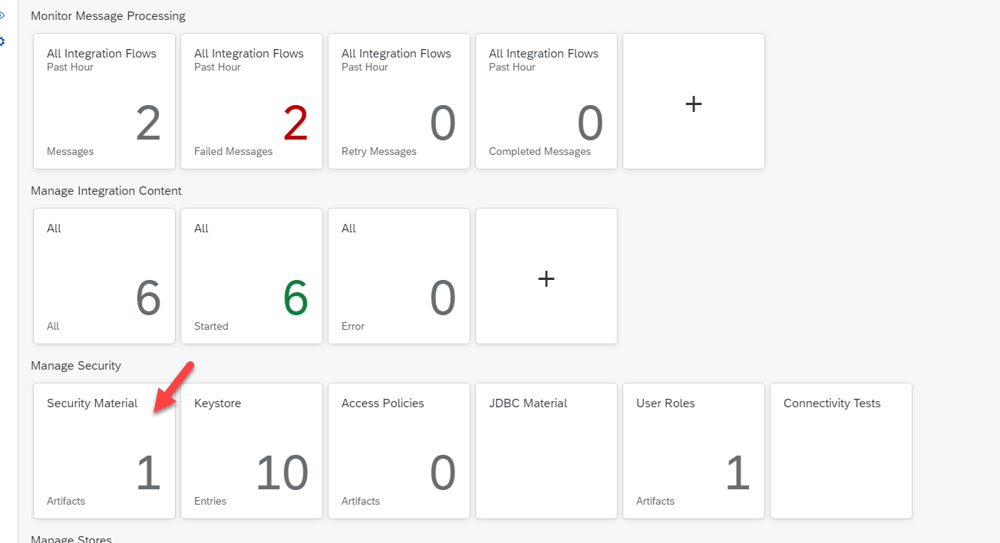 Monitor Message Processing
All Integration Flows
Past Hour
2
Messages
All Integration Flows
Past Hour
2
Failed Messages
All Integration Flows
Past Hour
0
Retry Messages
All Integration Flows
Past Hour
0
Completed Messages
+
Manage Integration Content
All
6
All
All
6
Started
All
0
Error
+
Manage Security
Security Material
1
Artifacts
Keystore
10
Entries
Access Policies
0
Artifacts
JDBC Material
User Roles
1
Artifacts
Connectivity Tests
Manage Stores